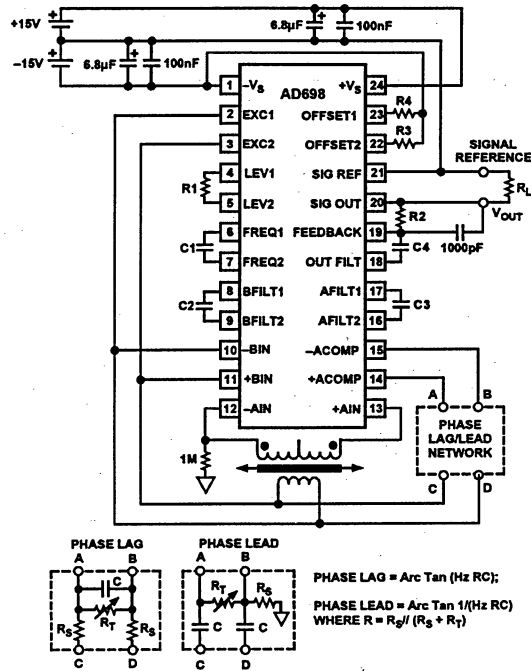 +15V
6.8µF
100nF
–15V
6.8µF
100nF
AD698
1 –VS
+VS 24
2 EXC1
OFFSET1 23
R4
3 EXC2
OFFSET2 22
R3
SIGNAL
REFERENCE
4 LEV1
SIG REF 21
R1
RL
5 LEV2
SIG OUT 20
VOUT
R2
6 FREQ1
FEEDBACK 19
C1
C4
1000pF
7 FREQ2
OUT FILT 18
8 BFILT1
AFILT1 17
C2
C3
9 BFILT2
AFILT2 16
10 –BIN
–ACOMP 15
11 +BIN
+ACOMP 14
A
B
12 –AIN
+AIN 13
1M
PHASE
LAG/LEAD
NETWORK
C
D
PHASE LAG
A
B
C
RT
RS
RS
C
D
PHASE LEAD
A
B
RT
RS
C
C
C
D
PHASE LAG = Arc Tan (Hz RC);
PHASE LEAD = Arc Tan 1/(Hz RC)
WHERE R = RS// (RS + RT)